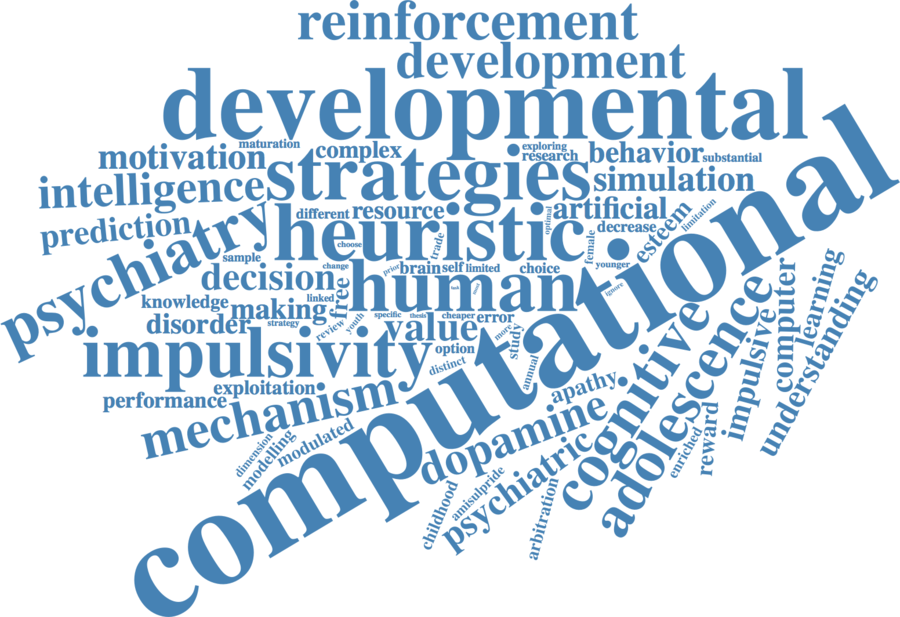 reinforcement
development
developmental
maturation
motivation
complex
exploring
research
behavior
substantial
intelligence
strategies
simulation
prediction
different
resource
optimal
artificial
decrease
esteem
limitation
psychiatry
heuristic
choose
trade
female
sample
change
prior
brain
self
limited
choice
younger
decision
human
ignore
knowledge
making
linked
free
disorder
strategy
review
youth
specific
thesis
cheaper
error
value
more
study
impulsivity
option
distinct
annual
performance
exploitation
mechanism
apathy
computational
dimension
modelling
modulated
dopamine
cognitive
adolescence
impulsive
computer
learning
understanding
reward
enriched
psychiatric
childhood
amisulpride
arbitration